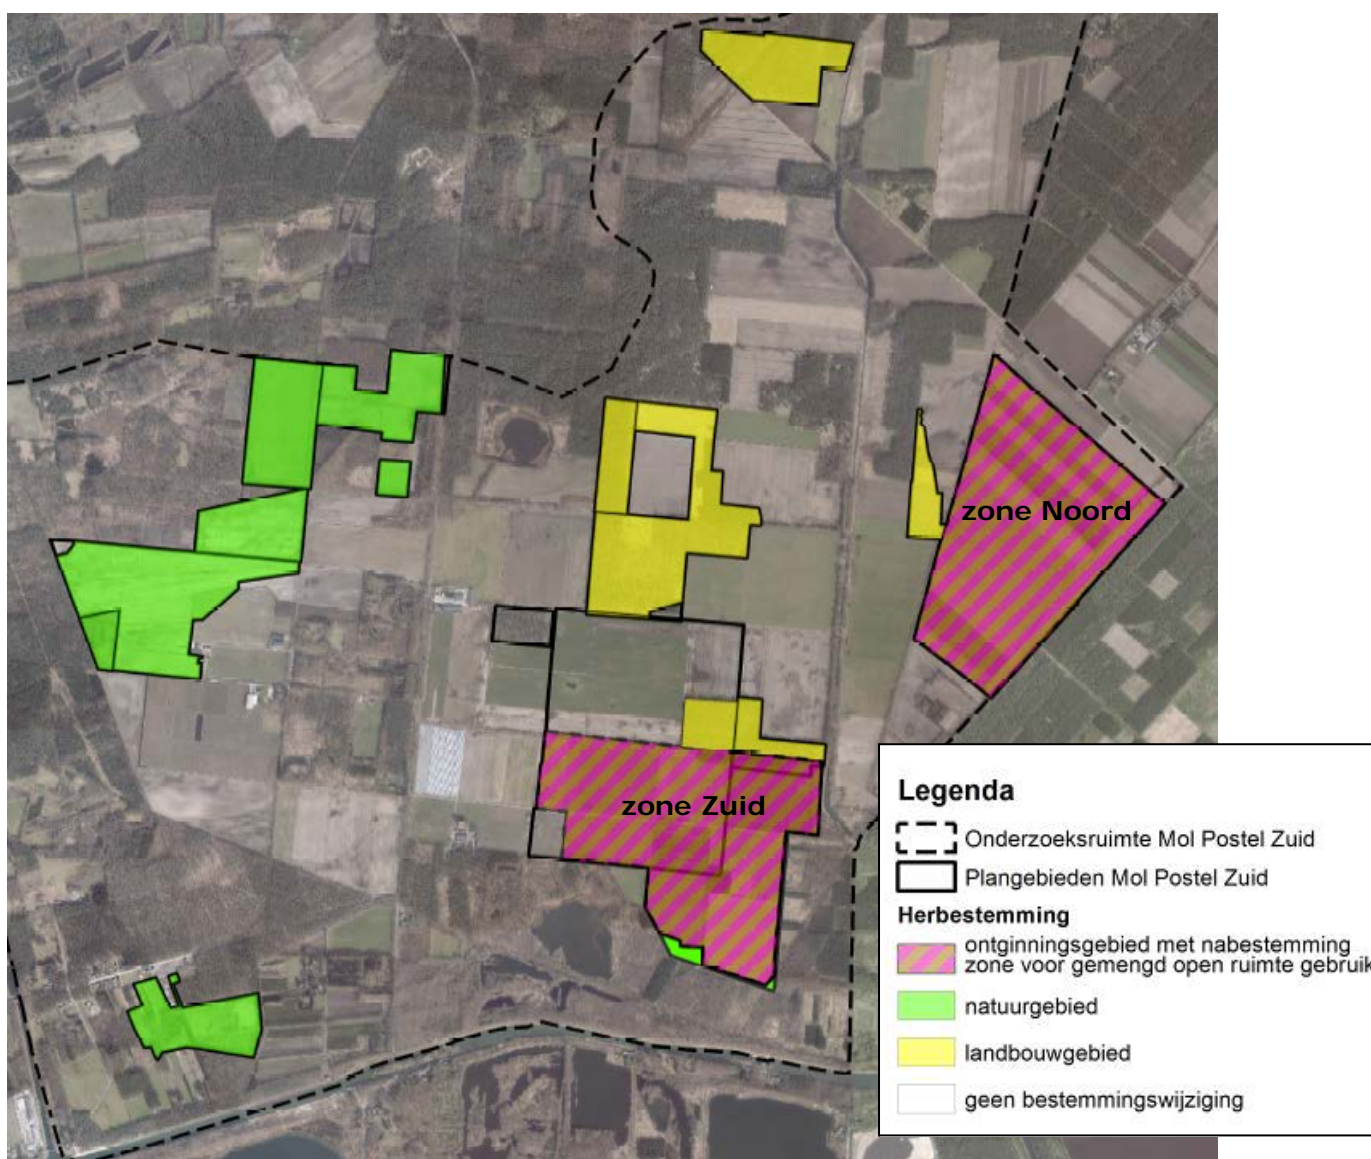 zone Noord
zone Zuid
Legenda
Onderzoeksruimte Mol Postel Zuid
Plangebieden Mol Postel Zuid
Herbestemming
ontginningsgebied met nabestemming
zone voor gemengd open ruimte gebruik
natuurgebied
landbouwgebied
geen bestemmingswijziging